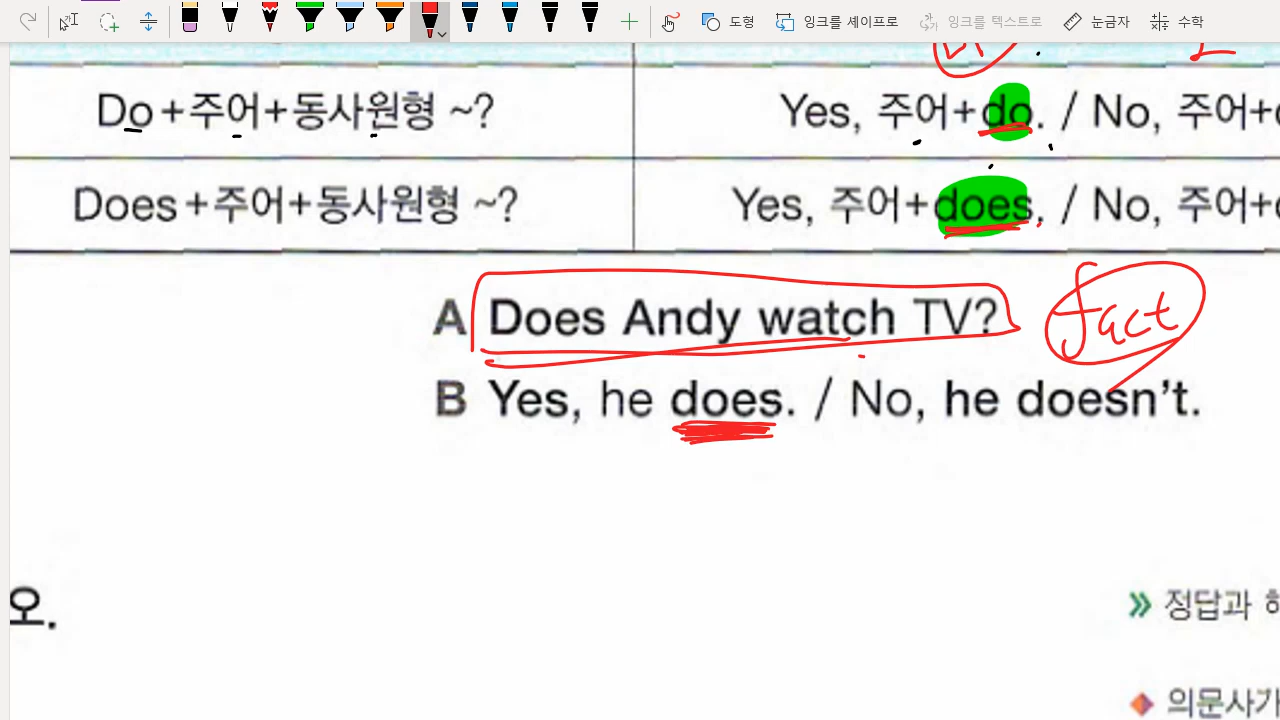 도형 잉크를 셰이프로 잉크를 텍스트로 눈금자 수학
Do+주어+동사원형 ~? Yes, 주어+do. / No, 주어+
Does+주어+동사원형 ~? Yes, 주어+does. / No, 주어+
A Does Andy watch TV? fact
B Yes, he does. / No, he doesn't.
오.
정답과
의문사가